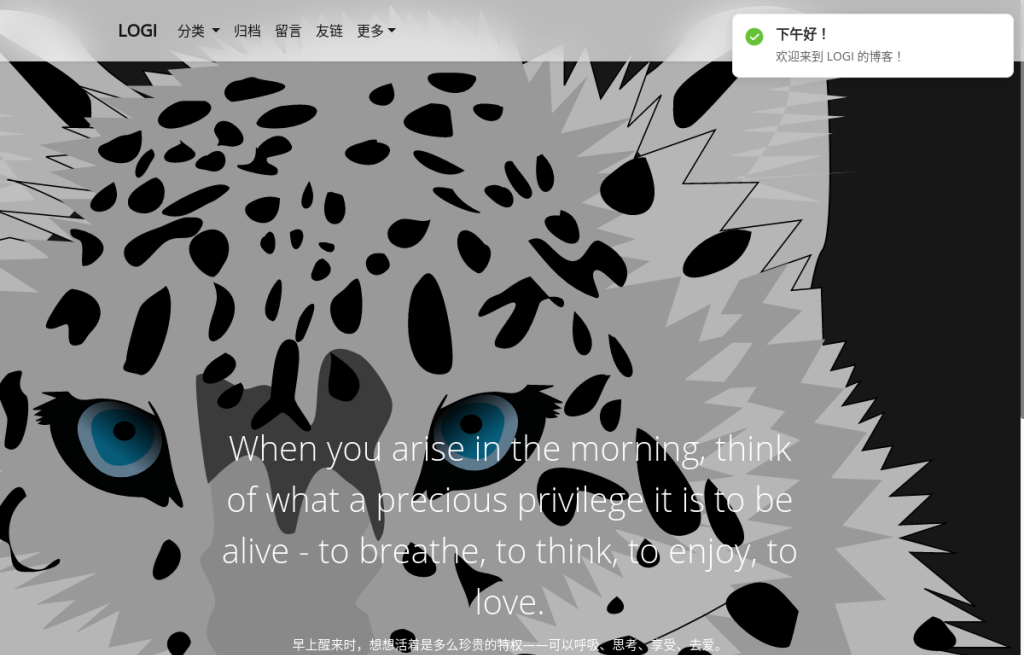 LOGI 分类 归档 留言 友链 更多
下午好！
欢迎来到 LOGI 的博客！
When you arise in the morning, think
of what a precious privilege it is to be
alive - to breathe, to think, to enjoy, to
love.
早上醒来时，想想活着是多么珍贵的特权——可以呼吸、思考、享受、去爱。